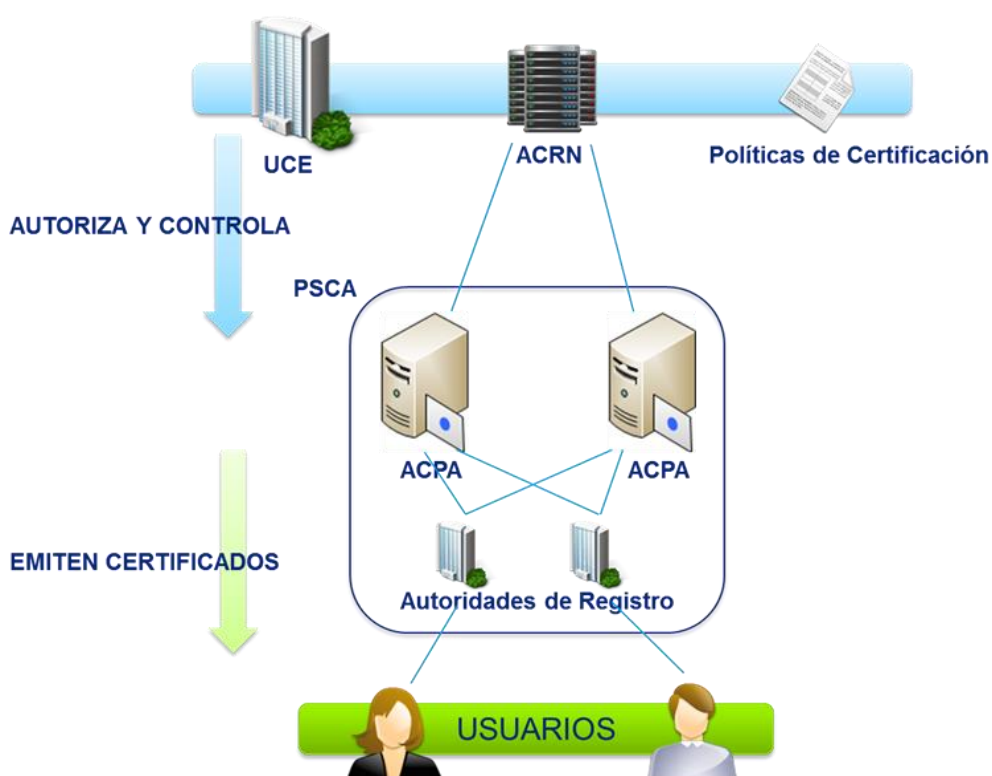 UCE
ACRN
Políticas de Certificación
AUTORIZA Y CONTROLA
PSCA
ACPA
ACPA
EMITEN CERTIFICADOS
Autoridades de Registro
USUARIOS